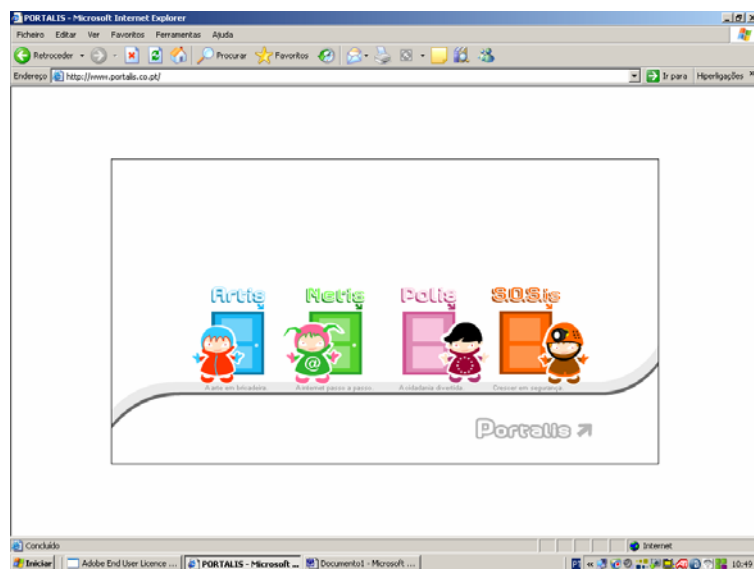 PORTALIS - Microsoft Internet Explorer
Ficheiro Editar Ver Favoritos Ferramentas Ajuda
Retroceder Procurar Favoritos
Endereço http://www.portalis.co.pt/ Ir para Hiperligações
Artis Netis Polis S.O.S.is
@
A arte em brincadeira. A internet passo a passo. A cidadania divertida. Crescer em segurança.
Portalis
Concluído Internet
Iniciar Adobe End User Licence ... PORTALIS - Microsoft ... Documento1 - Microsoft ... PT 10:49